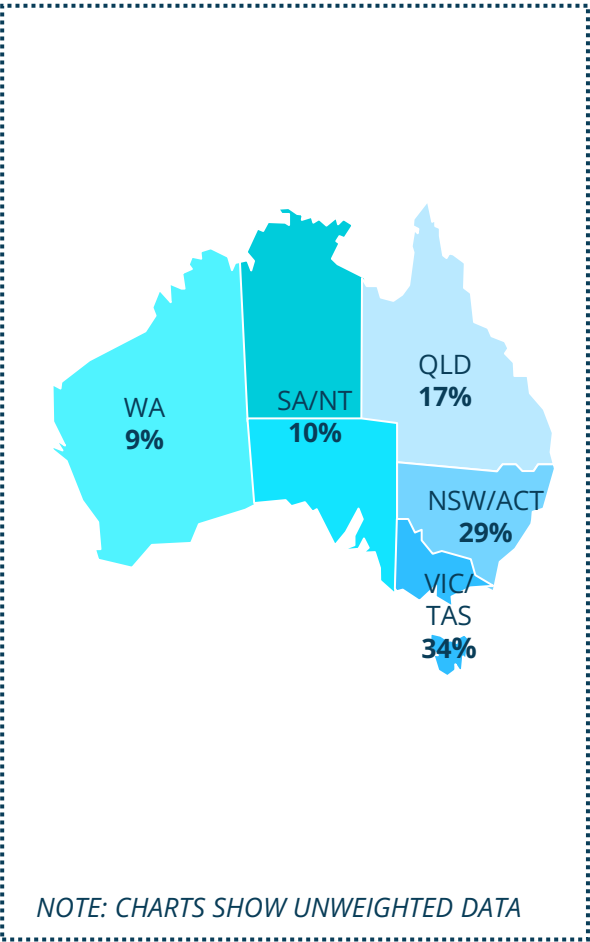 QLD
17%
WA
9%
SA/NT
10%
NSW/ACT
29%
VIC/
TAS
34%
NOTE: CHARTS SHOW UNWEIGHTED DATA